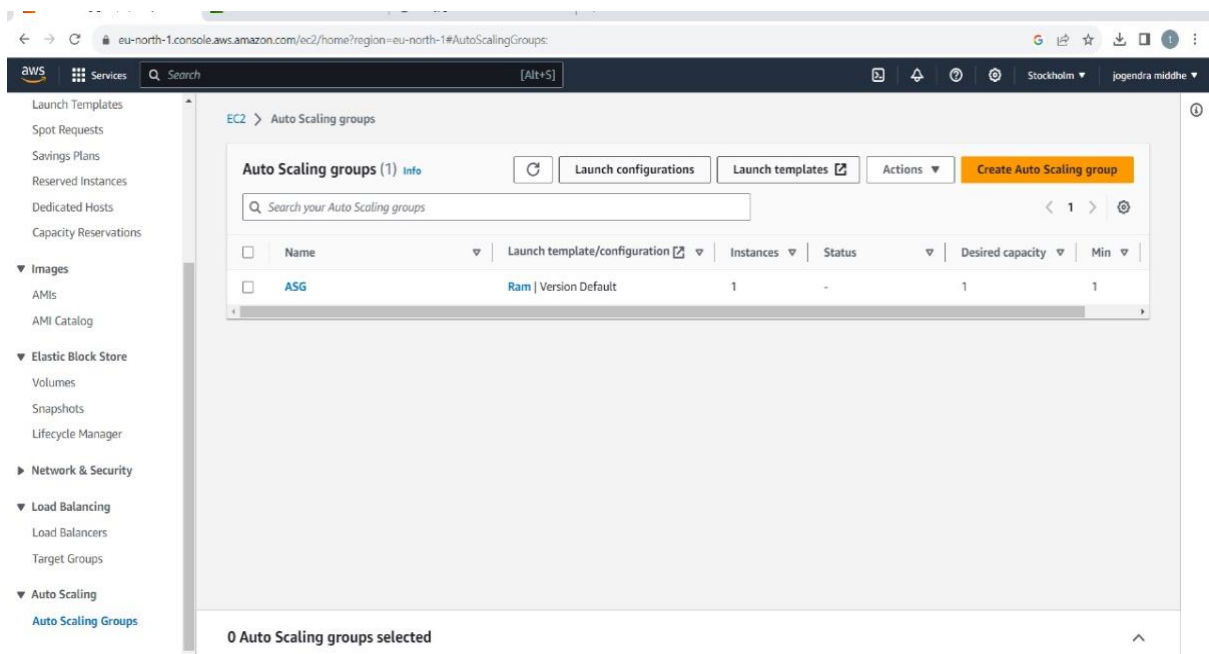 eu-north-1.console.aws.amazon.com/ec2/home?region=eu-north-1#AutoScalingGroups:
aws Services Search [Alt+S] Stockholm jogendra middhe
Launch Templates
Spot Requests
Savings Plans
Reserved Instances
Dedicated Hosts
Capacity Reservations
Images
AMIs
AMI Catalog
Elastic Block Store
Volumes
Snapshots
Lifecycle Manager
Network & Security
Load Balancing
Load Balancers
Target Groups
Auto Scaling
Auto Scaling Groups
EC2 > Auto Scaling groups
Auto Scaling groups (1) Info Launch configurations Launch templates Actions Create Auto Scaling group
Search your Auto Scaling groups < 1 >
Name Launch template/configuration Instances Status Desired capacity Min
ASG Ram | Version Default 1 - 1 1
0 Auto Scaling groups selected